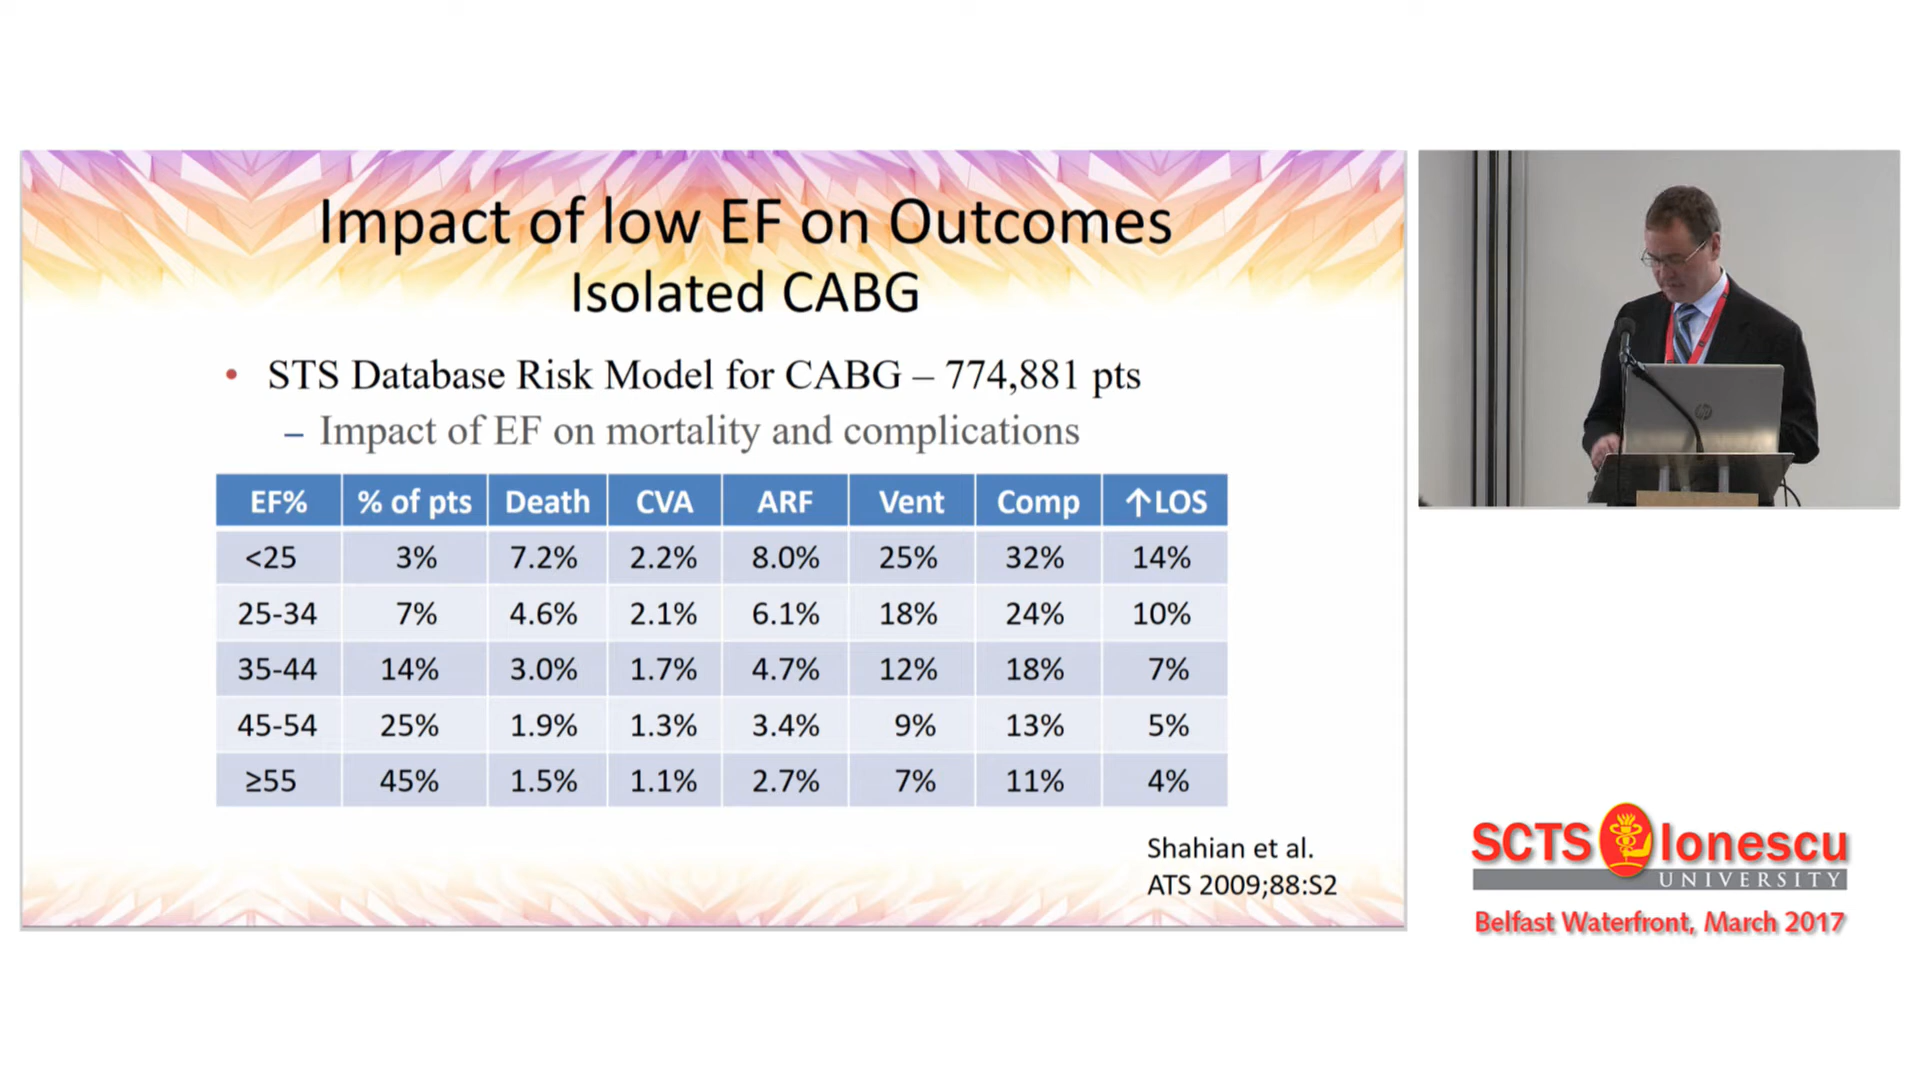 Impact of low EF on Outcomes
Isolated CABG
• STS Database Risk Model for CABG – 774,881 pts
– Impact of EF on mortality and complications
EF% % of pts Death CVA ARF Vent Comp ↑LOS
<25 3% 7.2% 2.2% 8.0% 25% 32% 14%
25-34 7% 4.6% 2.1% 6.1% 18% 24% 10%
35-44 14% 3.0% 1.7% 4.7% 12% 18% 7%
45-54 25% 1.9% 1.3% 3.4% 9% 13% 5%
≥55 45% 1.5% 1.1% 2.7% 7% 11% 4%
Shahian et al.
ATS 2009;88:S2
hp
SCTS Ionescu
UNIVERSITY
Belfast Waterfront, March 2017